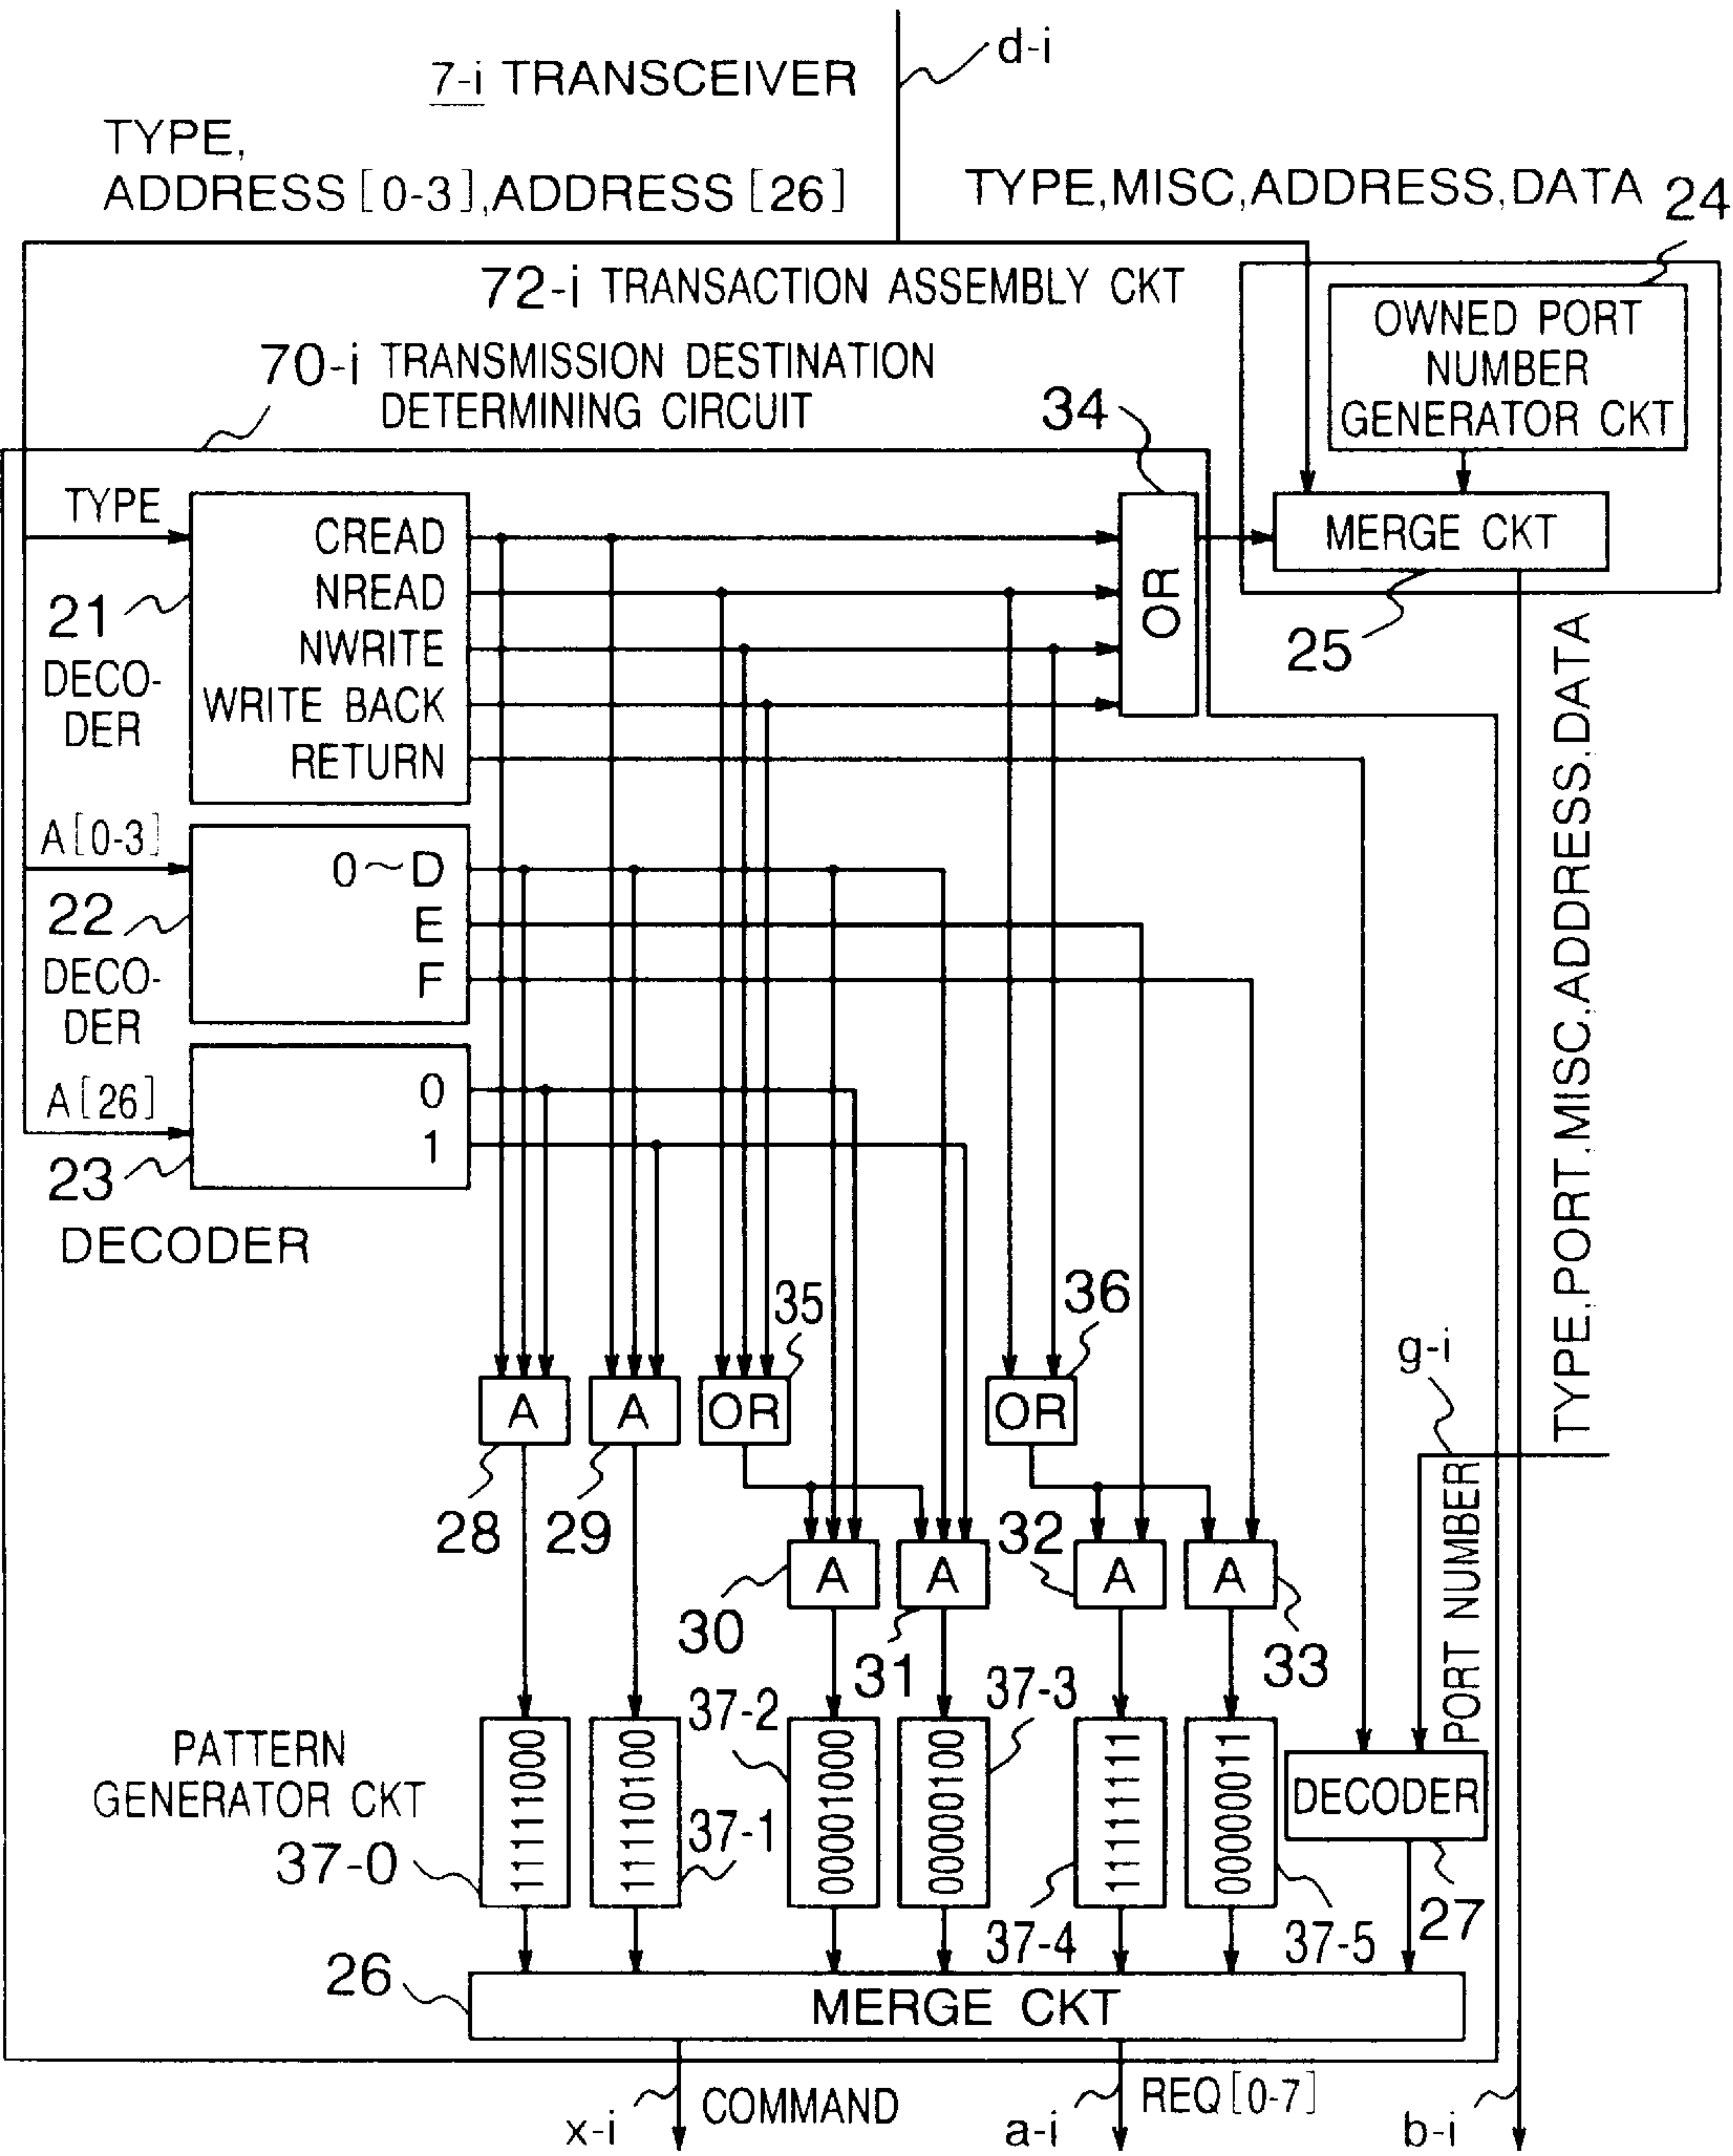 d-i
7-i TRANSCEIVER
TYPE,
ADDRESS[0-3],ADDRESS[26]
TYPE,MISC,ADDRESS,DATA
24
72-i TRANSACTION ASSEMBLY CKT
OWNED PORT
NUMBER
GENERATOR CKT
70-i TRANSMISSION DESTINATION
DETERMINING CIRCUIT
34
TYPE
CREAD
NREAD
NWRITE
WRITE BACK
RETURN
OR
MERGE CKT
25
21
DECO-
DER
A[0-3]
0~D
E
F
22
DECO-
DER
A[26]
0
1
23
DECODER
TYPE,PORT,MISC,ADDRESS,DATA
35
36
g-i
A
A
OR
OR
28
29
PORT NUMBER
30
A
31
A
32
A
A
33
37-2
37-3
PATTERN
GENERATOR CKT
37-0
11111000
11110100
37-1
00001000
00000100
11111111
00000011
DECODER
37-4
37-5
27
26
MERGE CKT
x-i
COMMAND
a-i
REQ[0-7]
b-i